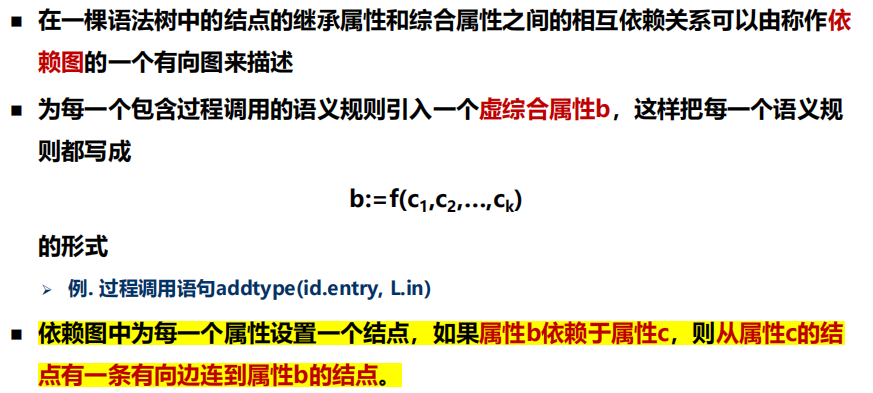 ▪ 在一棵语法树中的结点的继承属性和综合属性之间的相互依赖关系可以由称作依
赖图的一个有向图来描述
▪ 为每一个包含过程调用的语义规则引入一个虚综合属性b，这样把每一个语义规
则都写成
b:=f(c₁,c₂,…,cₖ)
的形式
➢ 例. 过程调用语句addtype(id.entry, L.in)
▪ 依赖图中为每一个属性设置一个结点，如果属性b依赖于属性c，则从属性c的结
点有一条有向边连到属性b的结点。